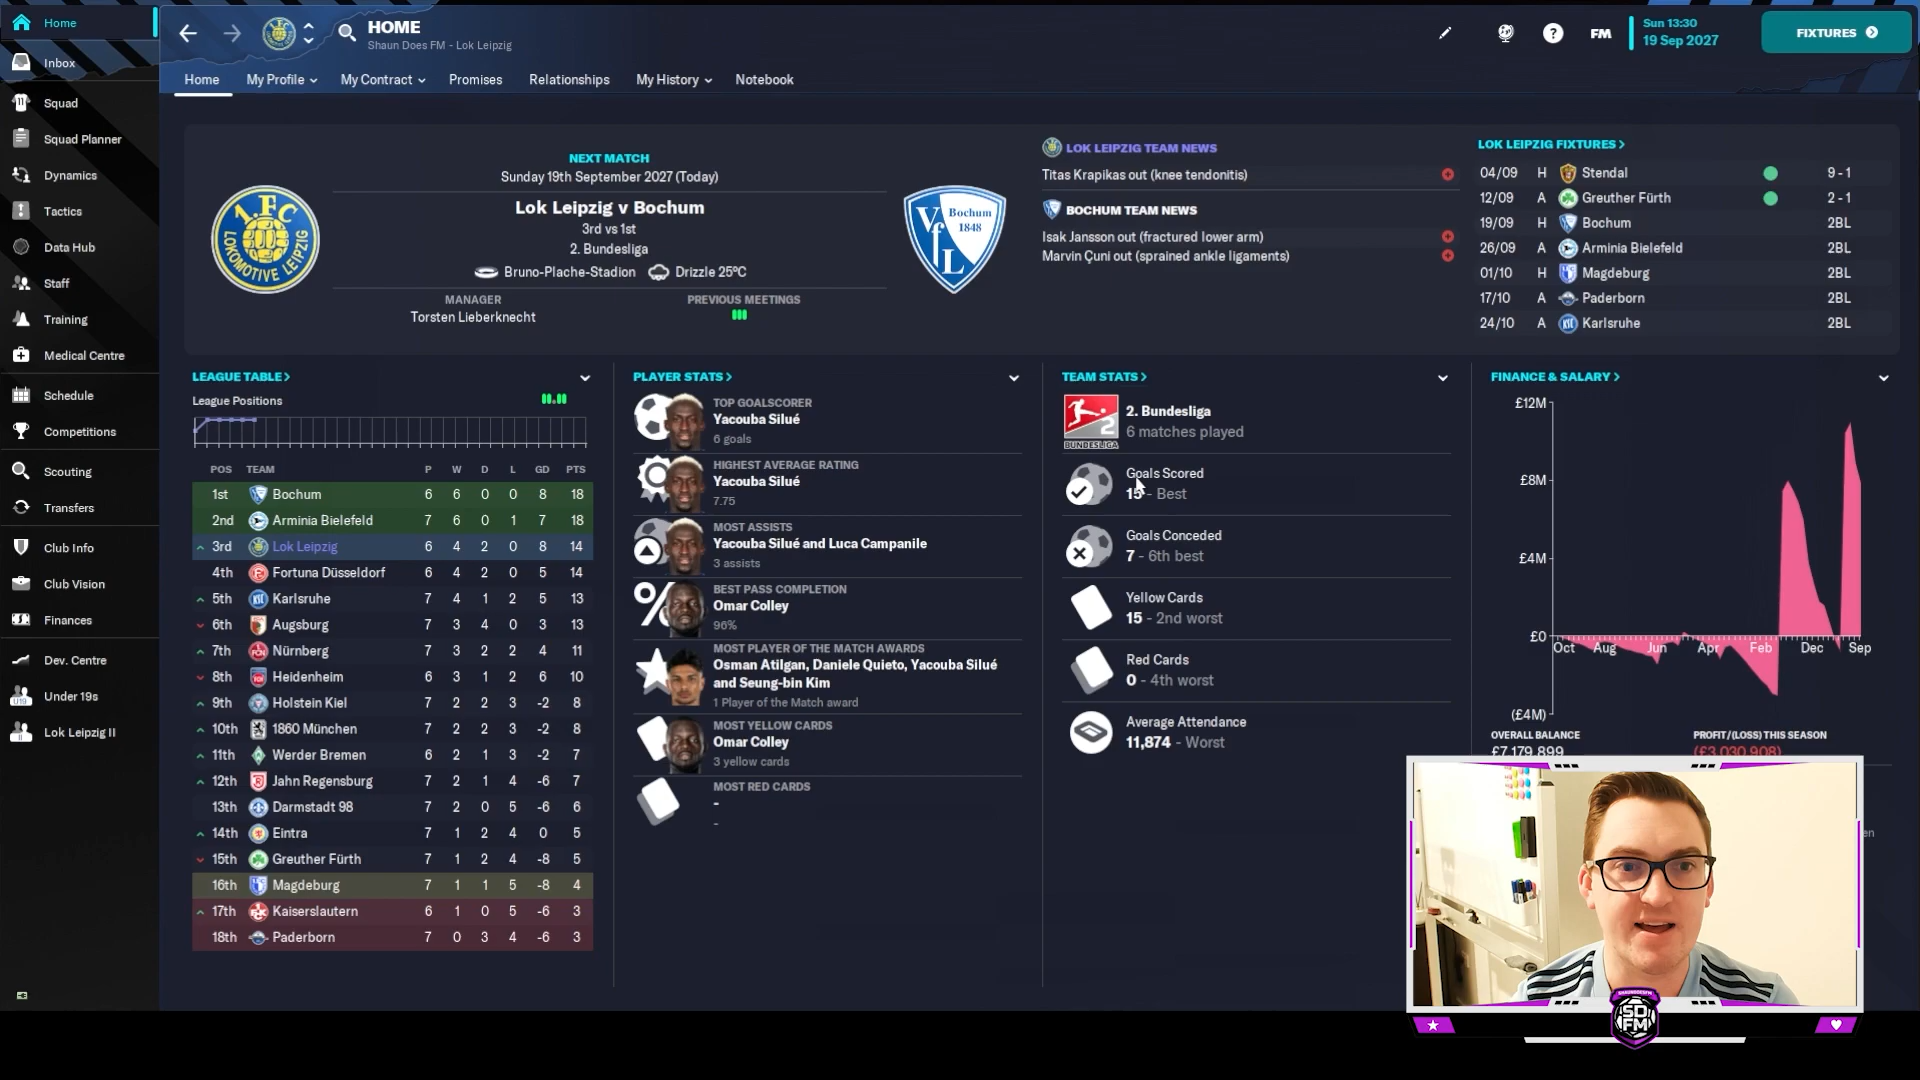 Home
Inbox
Squad
Squad Planner
Dynamics
Tactics
Data Hub
Staff
Training
Medical Centre
Schedule
Competitions
Scouting
Transfers
Club Info
Club Vision
Finances
Dev. Centre
Under 19s
Lok Leipzig II
HOME
Shaun Does FM - Lok Leipzig
FM
Sun 13:30
19 Sep 2027
FIXTURES
Home
My Profile
My Contract
Promises
Relationships
My History
Notebook
NEXT MATCH
Sunday 19th September 2027 (Today)
Lok Leipzig v Bochum
3rd vs 1st
2. Bundesliga
Bruno-Plache-Stadion
Drizzle 25ºC
MANAGER
Torsten Lieberknecht
PREVIOUS MEETINGS
1.FC
LOKOMOTIVE LEIPZIG
VfL
Bochum
1848
LOK LEIPZIG TEAM NEWS
Titas Krapikas out (knee tendonitis)
BOCHUM TEAM NEWS
Isak Jansson out (fractured lower arm)
Marvin Çuni out (sprained ankle ligaments)
LOK LEIPZIG FIXTURES >
04/09 H Stendal 9 - 1
12/09 A Greuther Fürth 2 - 1
19/09 H Bochum 2BL
26/09 A Arminia Bielefeld 2BL
01/10 H Magdeburg 2BL
17/10 A Paderborn 2BL
24/10 A Karlsruhe 2BL
LEAGUE TABLE >
League Positions
POS TEAM P W D L GD PTS
1st Bochum 6 6 0 0 8 18
2nd Arminia Bielefeld 7 6 0 1 7 18
3rd Lok Leipzig 6 4 2 0 8 14
4th Fortuna Düsseldorf 6 4 2 0 5 14
5th Karlsruhe 7 4 1 2 5 13
6th Augsburg 7 3 4 0 3 13
7th Nürnberg 7 3 2 2 4 11
8th Heidenheim 6 3 1 2 6 10
9th Holstein Kiel 7 2 2 3 -2 8
10th 1860 München 7 2 2 3 -2 8
11th Werder Bremen 6 2 1 3 -2 7
12th Jahn Regensburg 7 2 1 4 -6 7
13th Darmstadt 98 7 2 0 5 -6 6
14th Eintra 7 1 2 4 0 5
15th Greuther Fürth 7 1 2 4 -8 5
16th Magdeburg 7 1 1 5 -8 4
17th Kaiserslautern 6 1 0 5 -6 3
18th Paderborn 7 0 3 4 -6 3
PLAYER STATS >
TOP GOALSCORER
Yacouba Silué
6 goals
HIGHEST AVERAGE RATING
Yacouba Silué
7.75
MOST ASSISTS
Yacouba Silué and Luca Campanile
3 assists
BEST PASS COMPLETION
Omar Colley
96%
MOST PLAYER OF THE MATCH AWARDS
Osman Atilgan, Daniele Quieto, Yacouba Silué
and Seung-bin Kim
1 Player of the Match award
MOST YELLOW CARDS
Omar Colley
3 yellow cards
MOST RED CARDS
-
-
TEAM STATS >
2. Bundesliga
6 matches played
BUNDESLIGA
Goals Scored
15 - Best
Goals Conceded
7 - 6th best
Yellow Cards
15 - 2nd worst
Red Cards
0 - 4th worst
Average Attendance
11,874 - Worst
FINANCE & SALARY >
£12M
£8M
£4M
£0
(£4M)
Oct Aug Jun Apr Feb Dec Sep
OVERALL BALANCE
£7,179,899
PROFIT/(LOSS) THIS SEASON
(£3,030,908)
en
SHAUNDOESFM
SD
FM